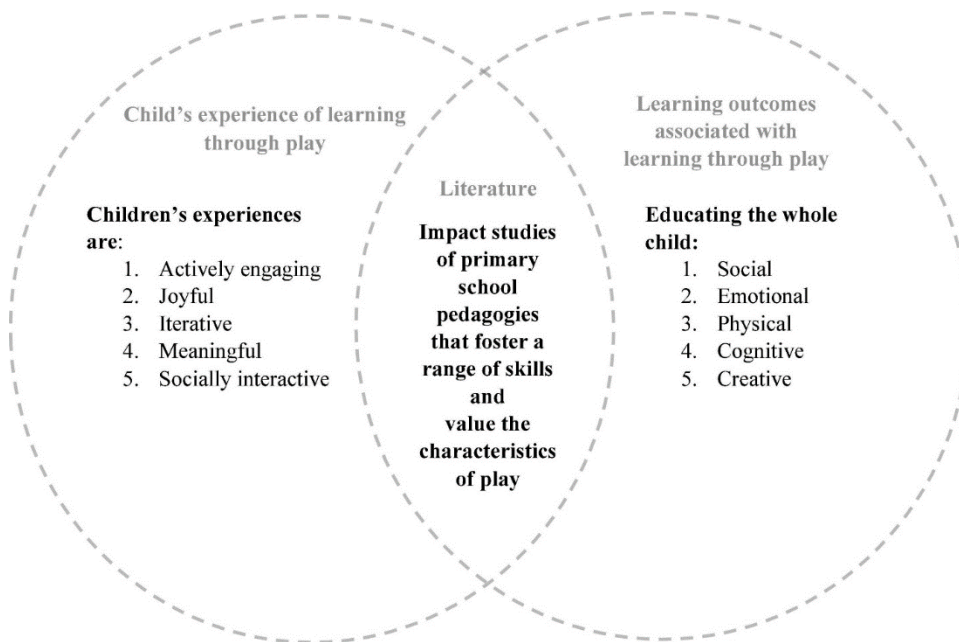 Child's experience of learning
through play
Children's experiences
are:
1. Actively engaging
2. Joyful
3. Iterative
4. Meaningful
5. Socially interactive
Literature
Impact studies
of primary
school
pedagogies
that foster a
range of skills
and
value the
characteristics
of play
Learning outcomes
associated with
learning through play
Educating the whole
child:
1. Social
2. Emotional
3. Physical
4. Cognitive
5. Creative